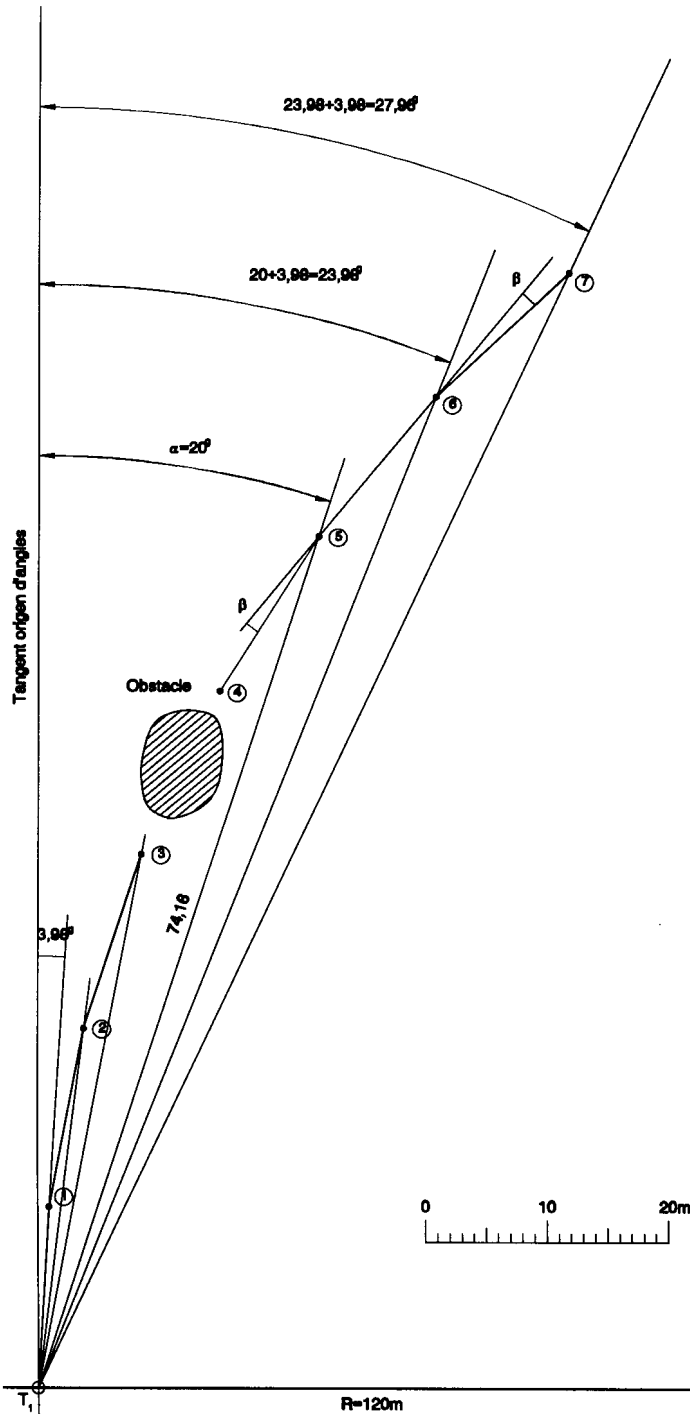 23,98+3,98=27,96ᵍ
20+3,98=23,98ᵍ
β
⑦
⑥
α=20ᵍ
⑤
β
Tangent origen d'angles
Obstacle
④
③
74,16
3,98ᵍ
②
①
0 10 20m
T₁
R=120m